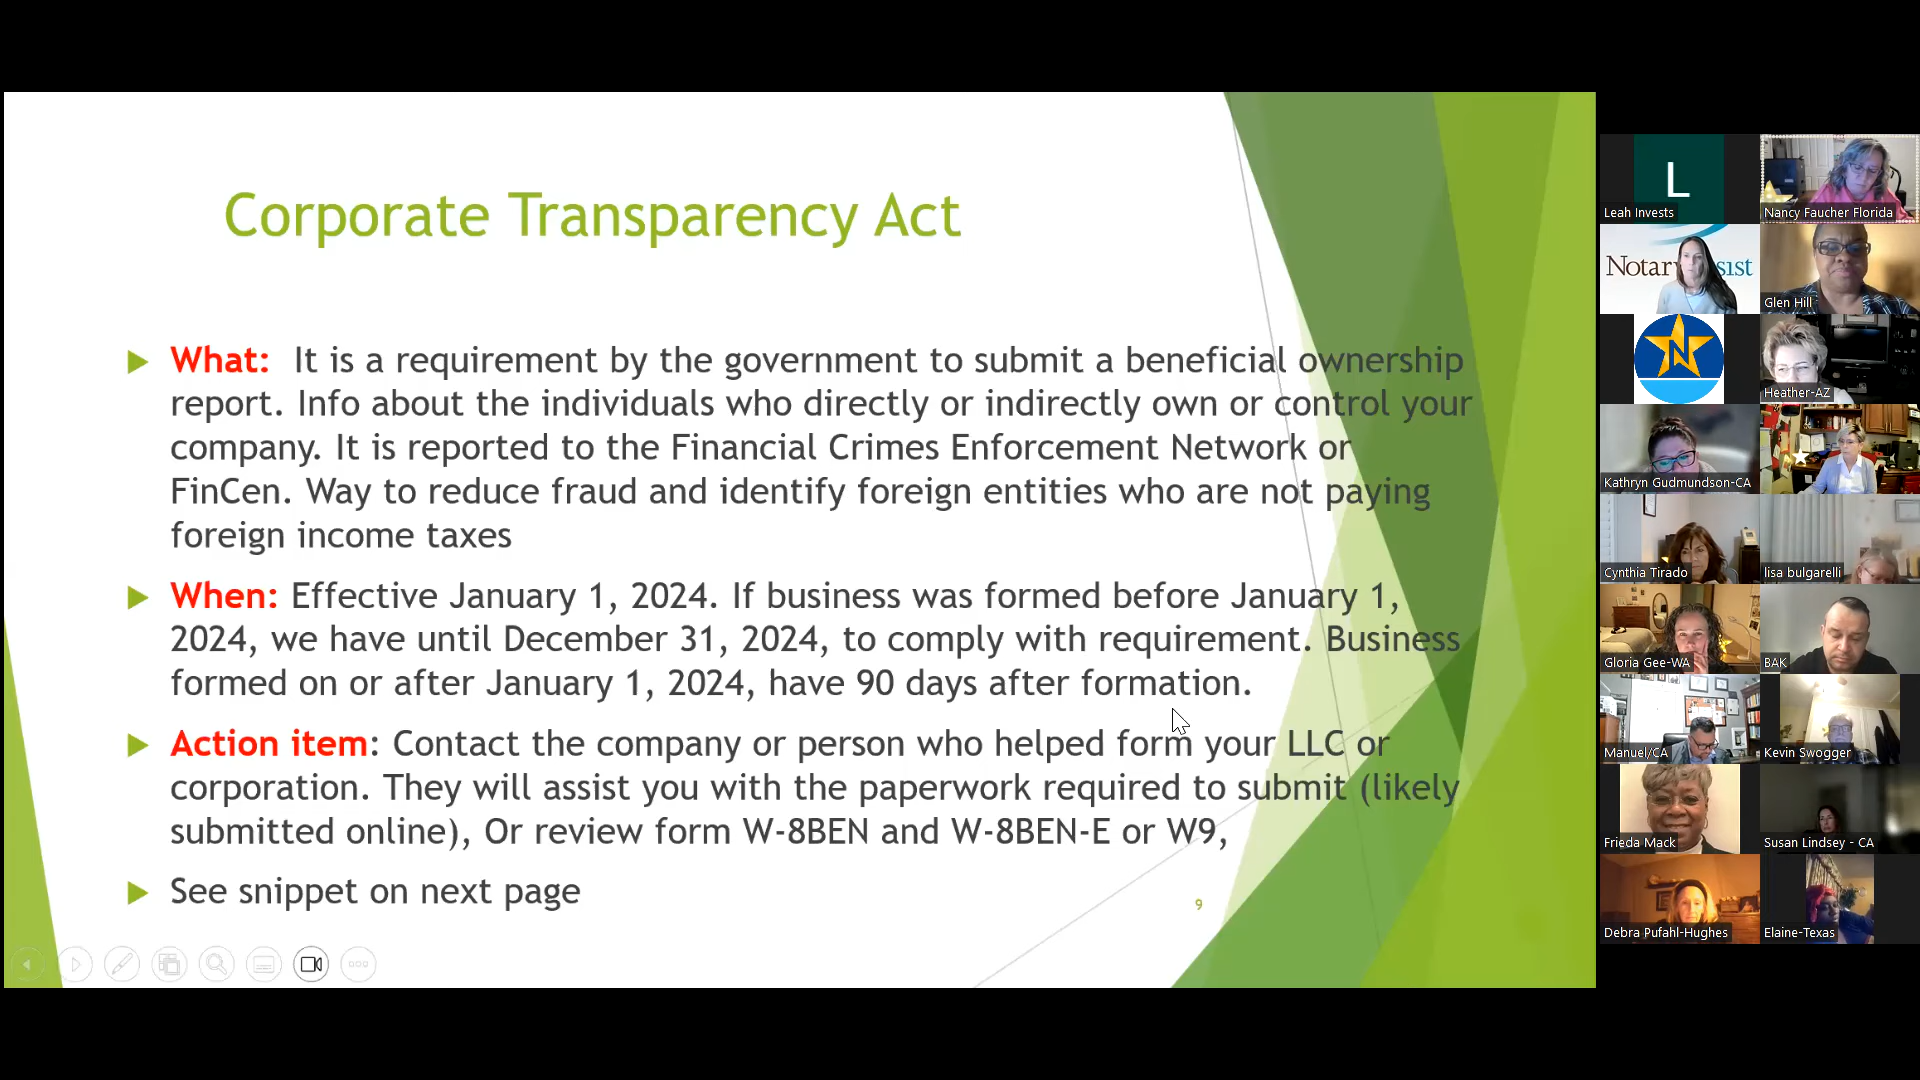 Corporate Transparency Act
What: It is a requirement by the government to submit a beneficial ownership
report. Info about the individuals who directly or indirectly own or control your
company. It is reported to the Financial Crimes Enforcement Network or
FinCen. Way to reduce fraud and identify foreign entities who are not paying
foreign income taxes
When: Effective January 1, 2024. If business was formed before January 1,
2024, we have until December 31, 2024, to comply with requirement. Business
formed on or after January 1, 2024, have 90 days after formation.
Action item: Contact the company or person who helped form your LLC or
corporation. They will assist you with the paperwork required to submit (likely
submitted online), Or review form W-8BEN and W-8BEN-E or W9,
See snippet on next page
9
L
Leah Invests
Nancy Faucher Florida
Glen Hill
N
Heather-AZ
Kathryn Gudmundson-CA
Cynthia Tirado
lisa bulgarelli
Gloria Gee-WA
BAK
Manuel/CA
Kevin Swogger
Frieda Mack
Susan Lindsey - CA
Debra Pufahl-Hughes
Elaine-Texas